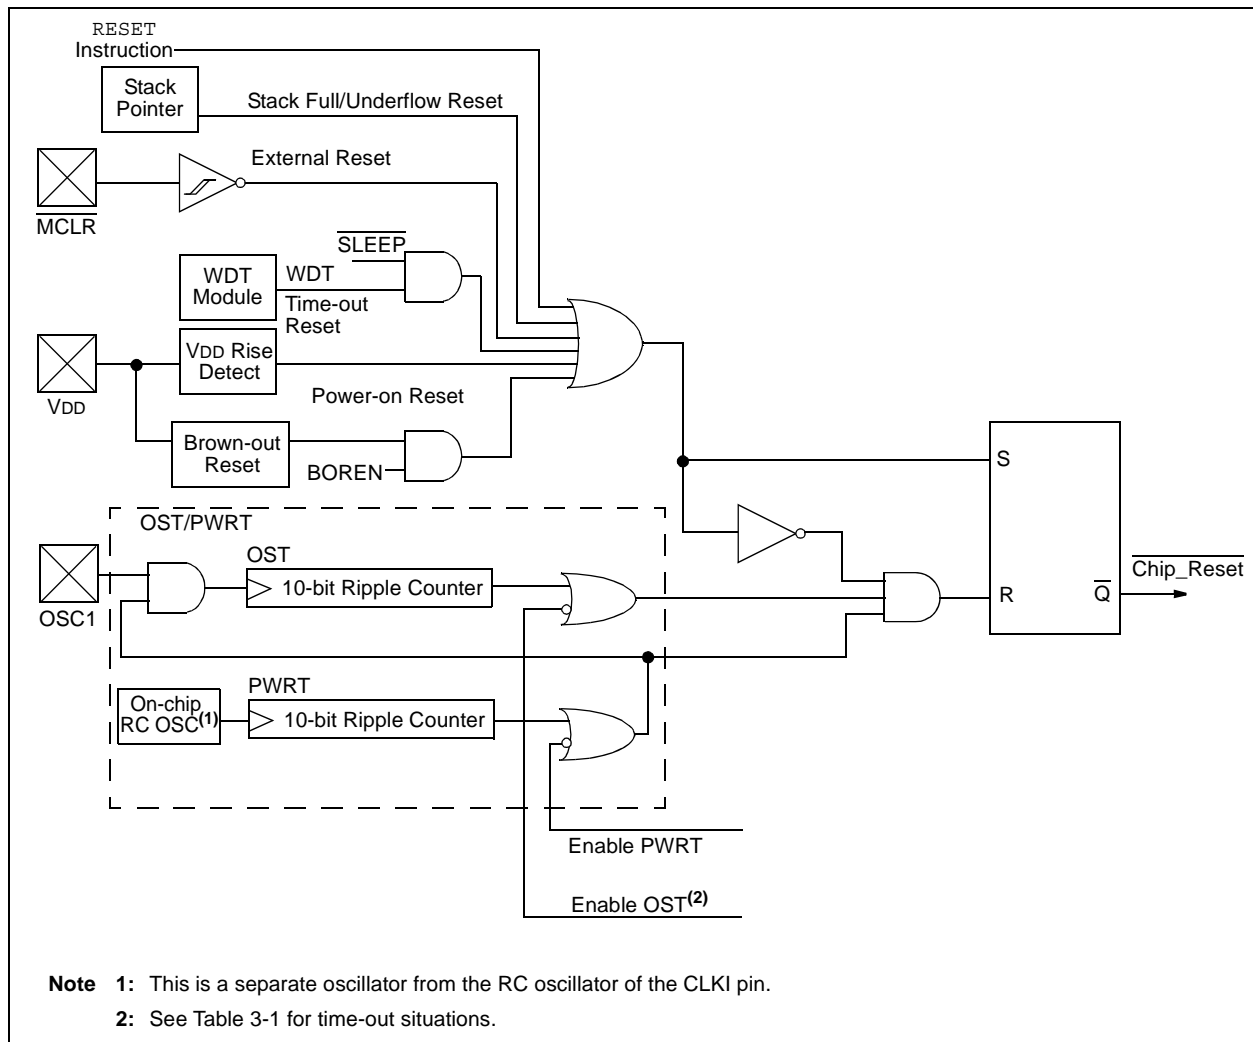 RESET
Instruction
Stack
Pointer
Stack Full/Underflow Reset
External Reset
MCLR
SLEEP
WDT
Module
WDT
Time-out
Reset
VDD Rise
Detect
VDD
Power-on Reset
Brown-out
Reset
BOREN
S
OST/PWRT
OST
10-bit Ripple Counter
OSC1
Chip_Reset
R
Q
PWRT
On-chip
RC OSC(1)
10-bit Ripple Counter
Enable PWRT
Enable OST(2)
Note 1: This is a separate oscillator from the RC oscillator of the CLKI pin.
2: See Table 3-1 for time-out situations.